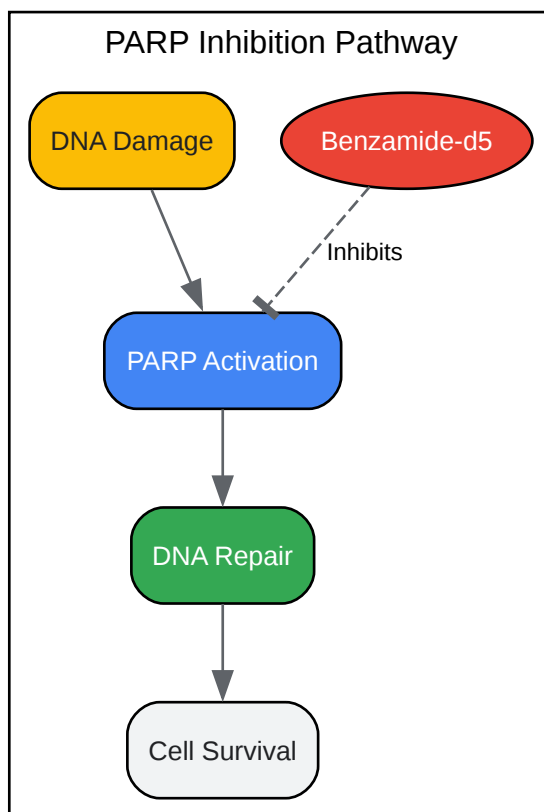 PARP Inhibition Pathway
DNA Damage
Benzamide-d5
Inhibits
PARP Activation
DNA Repair
Cell Survival